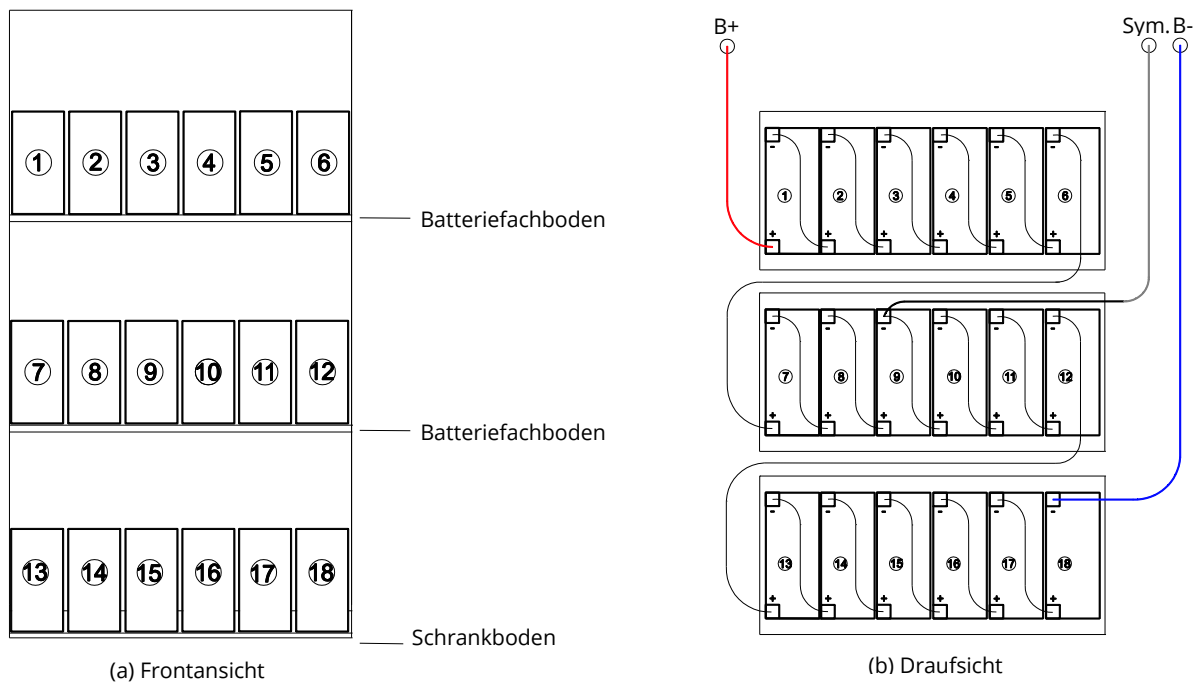 B+
Sym. B-
1 2 3 4 5 6
Batteriefachboden
7 8 9 10 11 12
Batteriefachboden
13 14 15 16 17 18
Schrankboden
(a) Frontansicht
- - - - - -
1 2 3 4 5 6
+ + + + + +
- - - - - -
7 8 9 10 11 12
+ + + + + +
- - - - - -
13 14 15 16 17 18
+ + + + + +
(b) Draufsicht